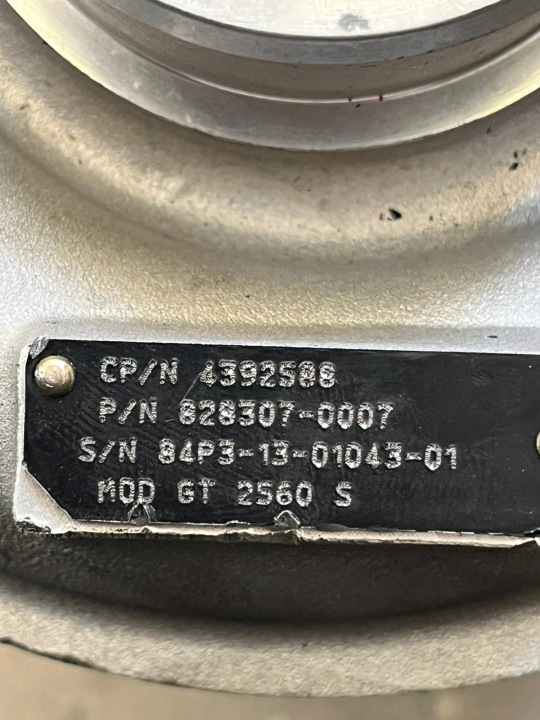 CP/N 4392588
P/N 828307-0007
S/N 84P3-13-01043-01
MOD GT 2560 S